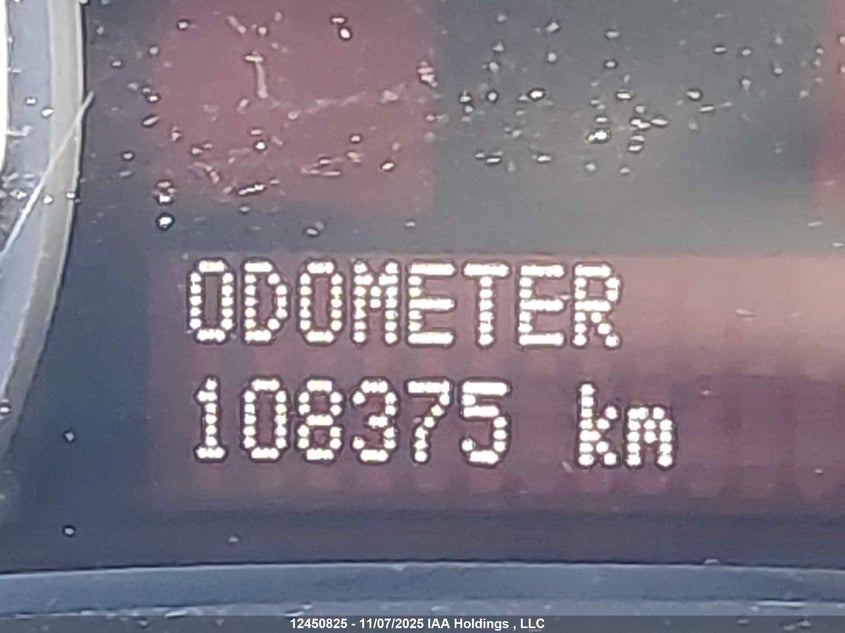 ODOMETER
108375 km
12450825 - 11/07/2025 IAA Holdings , LLC